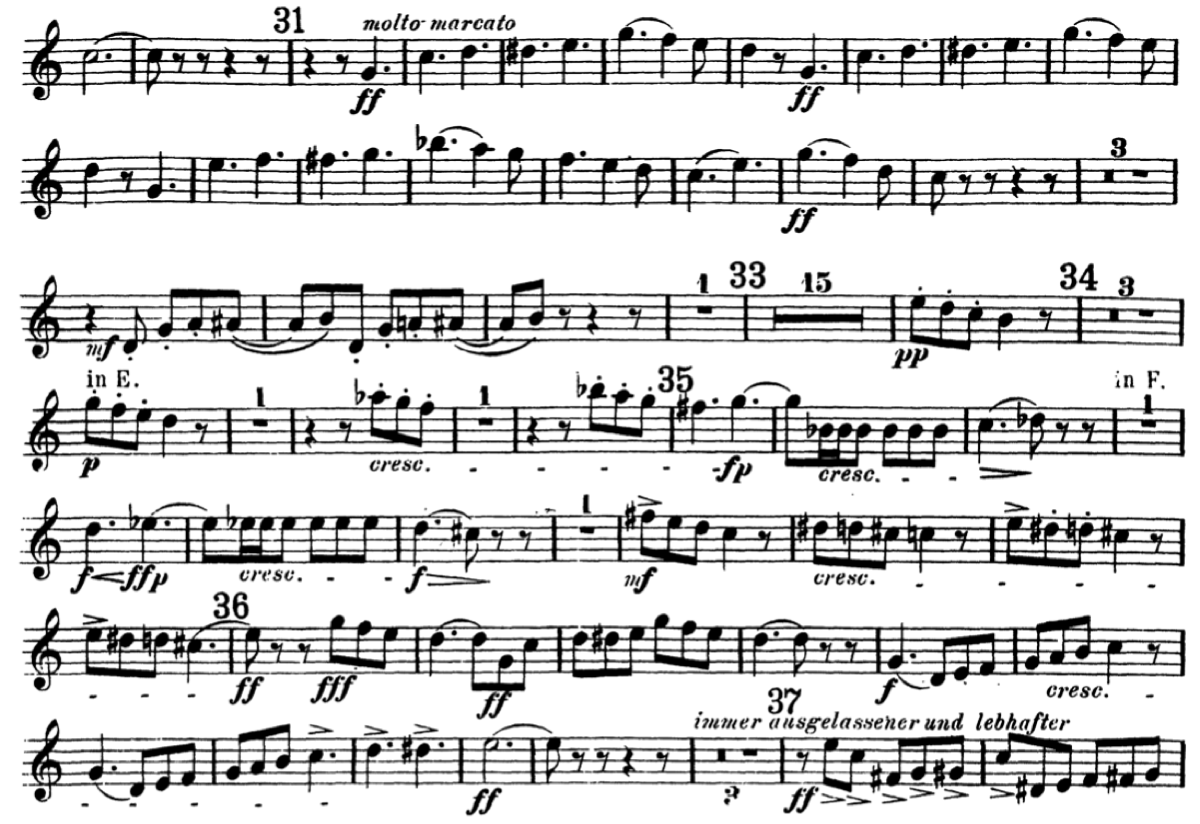 31 molto marcato
ff ff
3
ff
1 33 15 34 3
mf pp
in E. 35 in F.
1 1 1
p cresc. fp cresc.
1
f ffp cresc. f mf cresc.
36
ff fff ff f cresc.
37
immer ausgelassener und lebhafter
ff 2 ff